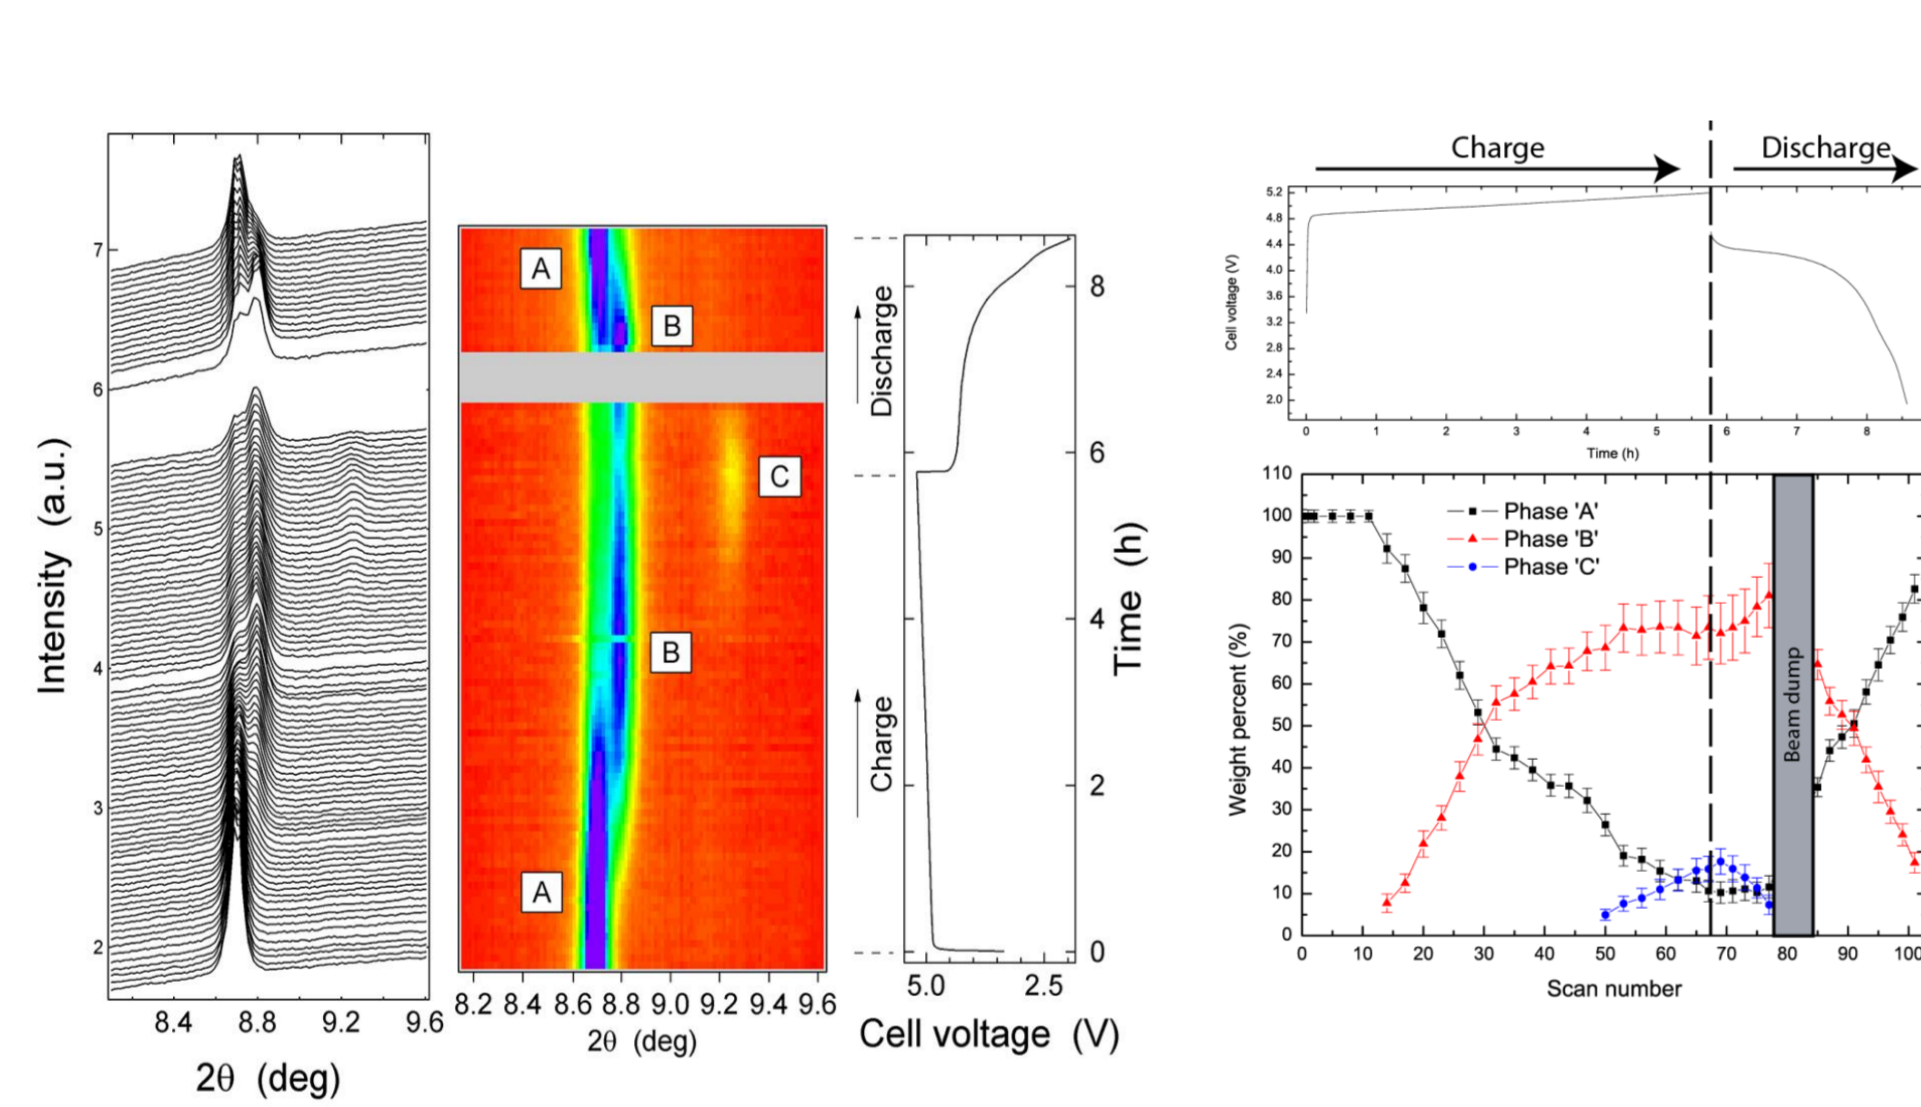 Intensity (a.u.)
7
6
5
4
3
2
8.4 8.8 9.2 9.6
2θ (deg)
A
B
C
B
A
8.2 8.4 8.6 8.8 9.0 9.2 9.4 9.6
2θ (deg)
Discharge
Charge
8
6
4
2
0
Time (h)
5.0 2.5
Cell voltage (V)
Charge
Discharge
Cell voltage (V)
5.2
4.8
4.4
4.0
3.6
3.2
2.8
2.4
2.0
0 1 2 3 4 5 6 7 8
Time (h)
Weight percent (%)
110
100
90
80
70
60
50
40
30
20
10
0
Phase 'A'
Phase 'B'
Phase 'C'
Beam dump
0 10 20 30 40 50 60 70 80 90 100
Scan number